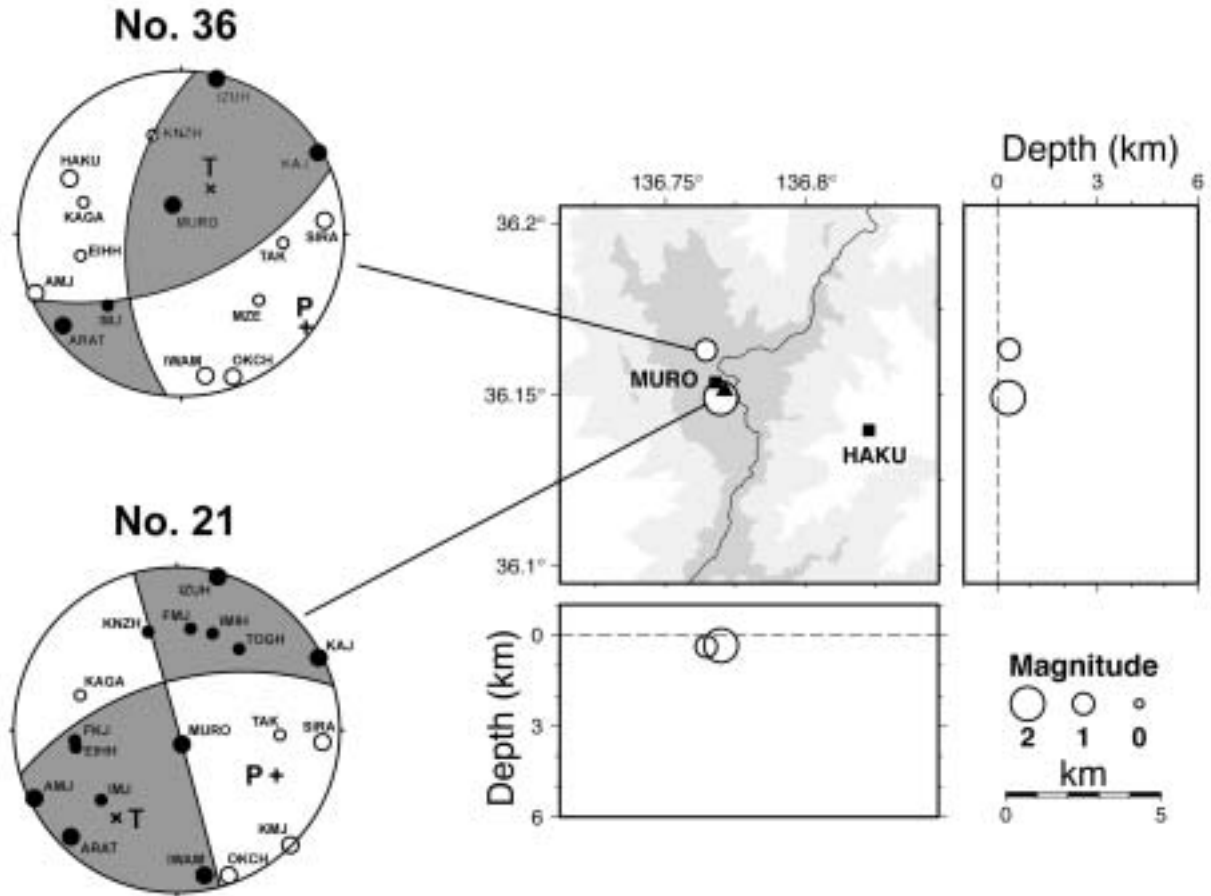 No. 36
IZUH
KNZH
KAJ
HAKU
T
KAGA
MURO
SIRA
EIHH
TAK
AMJ
IMJ
MZE
P
ARAT
IWAM
OKCH
No. 21
IZUH
KNZH
FMJ
IMIH
TOGH
KAJ
KAGA
FKJ
EIHH
MURO
TAK
SIRA
P
AMJ
IMJ
T
ARAT
KMJ
IWAM
OKCH
136.75°
136.8°
36.2°
36.15°
36.1°
MURO
HAKU
Depth (km)
0
3
6
Depth (km)
0
3
6
Magnitude
2
1
0
km
0
5